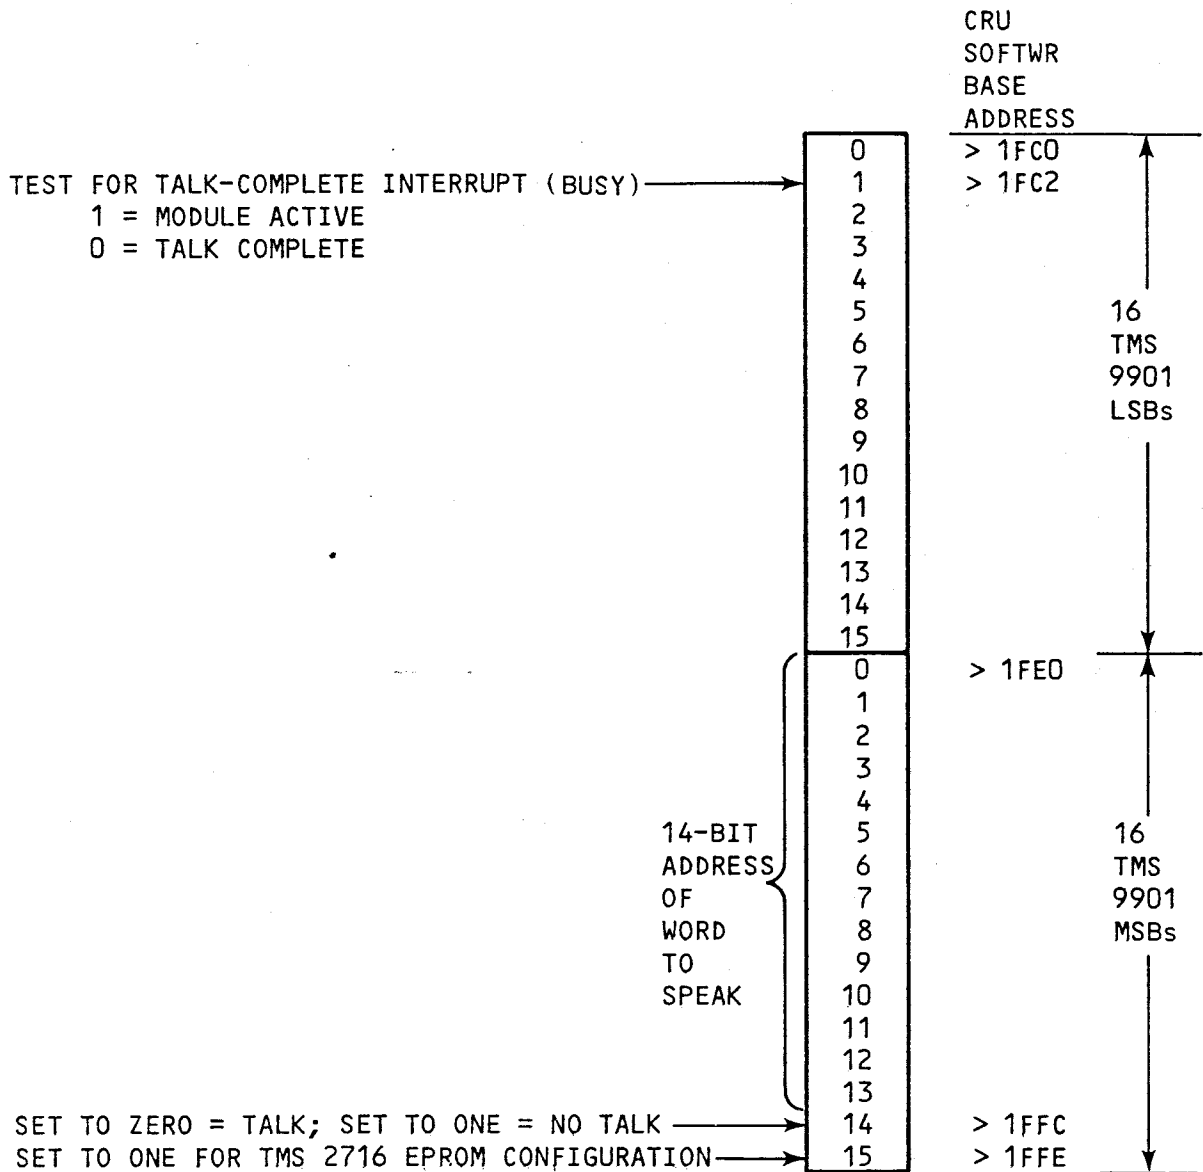 CRU
SOFTWR
BASE
ADDRESS
0 > 1FC0
TEST FOR TALK-COMPLETE INTERRUPT (BUSY) 1 > 1FC2
1 = MODULE ACTIVE 2
0 = TALK COMPLETE 3
4
5 16
6 TMS
7 9901
8 LSBs
9
10
11
12
13
14
15
0 > 1FE0
1
2
3
4
14-BIT 5 16
ADDRESS 6 TMS
OF 7 9901
WORD 8 MSBs
TO 9
SPEAK 10
11
12
13
SET TO ZERO = TALK; SET TO ONE = NO TALK 14 > 1FFC
SET TO ONE FOR TMS 2716 EPROM CONFIGURATION 15 > 1FFE